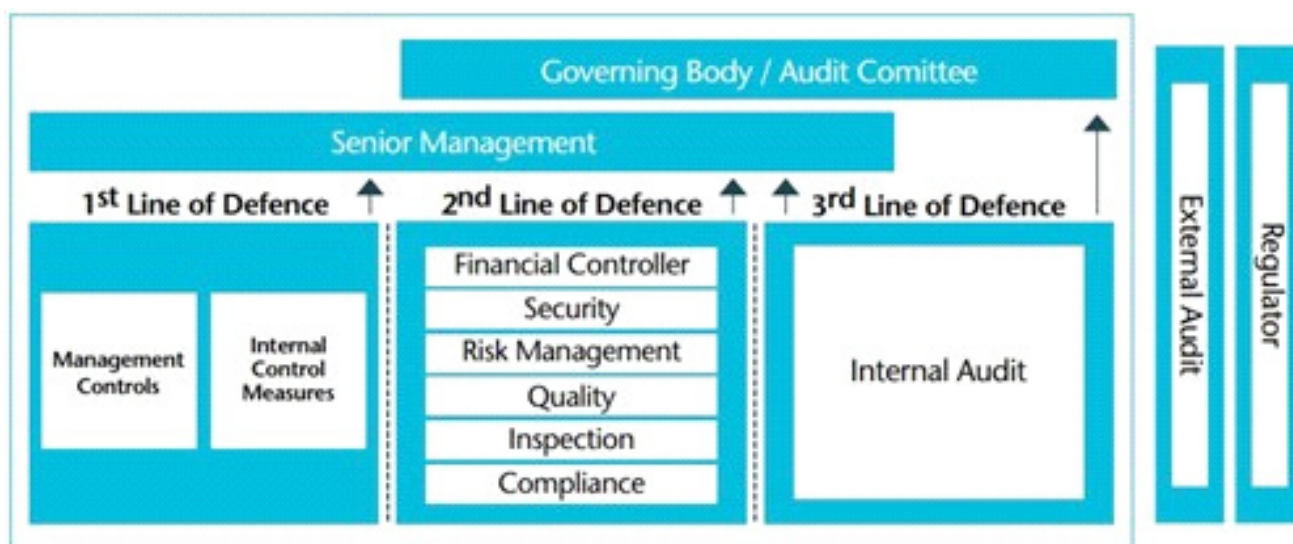 Governing Body / Audit Comittee
Senior Management
1st Line of Defence
2nd Line of Defence
3rd Line of Defence
Management
Controls
Internal
Control
Measures
Financial Controller
Security
Risk Management
Quality
Inspection
Compliance
Internal Audit
External Audit
Regulator